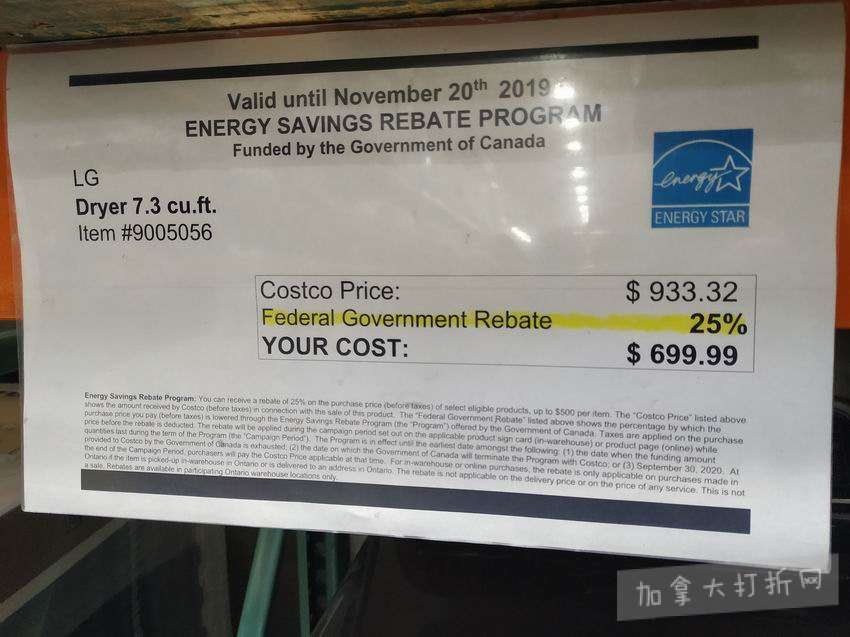 Valid until November 20th 2019
ENERGY SAVINGS REBATE PROGRAM
Funded by the Government of Canada
LG
Dryer 7.3 cu.ft.
Item #9005056
energy
ENERGY STAR
Costco Price: $ 933.32
Federal Government Rebate 25%
YOUR COST: $ 699.99
Energy Savings Rebate Program: You can receive a rebate of 25% on the purchase price (before taxes) of select eligible products, up to $500 per item. The "Costco Price" listed above
shows the amount received by Costco (before taxes) in connection with the sale of this product. The "Federal Government Rebate" listed above shows the percentage by which the
purchase price you pay (before taxes) is lowered through the Energy Savings Rebate Program (the "Program") offered by the Government of Canada. Taxes are applied on the purchase
price before the rebate is deducted. The rebate will be applied during the campaign period set out on the applicable product sign card (in-warehouse) or product page (online) while
quantities last during the term of the Program (the "Campaign Period"). The Program is in effect until the earliest date amongst the following: (1) the date when the funding amount
provided to Costco by the Government of Canada is exhausted; (2) the date on which the Government of Canada will terminate the Program with Costco; or (3) September 30, 2020. At
the end of the Campaign Period, purchasers will pay the Costco Price applicable at that time. For in-warehouse or online purchases, the rebate is only applicable on purchases made in
Ontario if the item is picked-up in-warehouse in Ontario or is delivered to an address in Ontario. The rebate is not applicable on the delivery price or on the price of any service. This is not
a sale. Rebates are available in participating Ontario warehouse locations only.
加拿大打折网